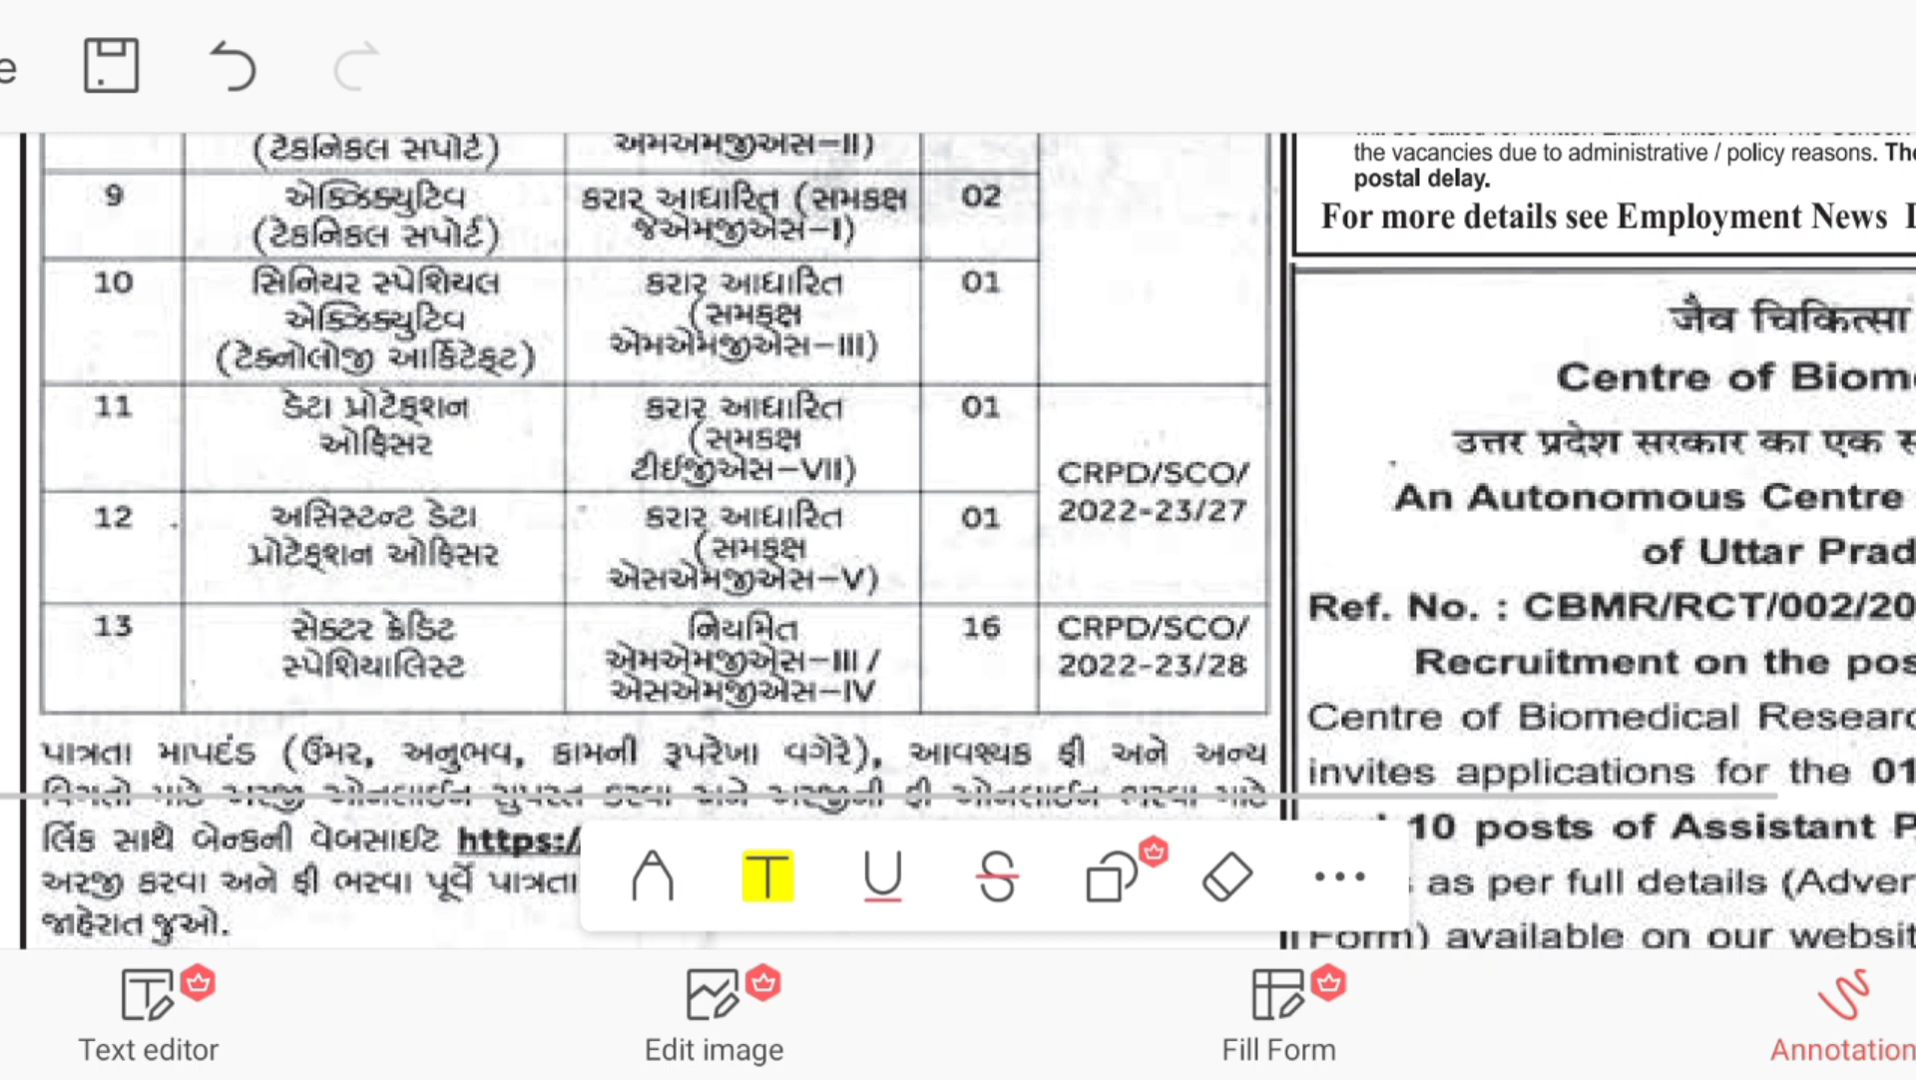 e
(ટેકનિકલ સપોર્ટ)
એમએમજીએસ–II)
9
એક્ઝિક્યુટિવ
(ટેકનિકલ સપોર્ટ)
કરાર આધારિત (સમકક્ષ
જેએમજીએસ–I)
02
10
સિનિયર સ્પેશિયલ
એક્ઝિક્યુટિવ
(ટેક્નોલોજી આર્કિટેક્ટ)
કરાર આધારિત
(સમકક્ષ
એમએમજીએસ–III)
01
11
ડેટા પ્રોટેક્શન
ઓફિસર
કરાર આધારિત
(સમકક્ષ
ટીઈજીએસ–VII)
01
CRPD/SCO/
2022-23/27
12
અસિસ્ટન્ટ ડેટા
પ્રોટેક્શન ઓફિસર
કરાર આધારિત
(સમકક્ષ
એસએમજીએસ–V)
01
13
સેક્ટર ક્રેડિટ
સ્પેશિયાલિસ્ટ
નિયમિત
એમએમજીએસ–III /
એસએમજીએસ–IV
16
CRPD/SCO/
2022-23/28
પાત્રતા માપદંડ (ઉંમર, અનુભવ, કામની રૂપરેખા વગેરે), આવશ્યક ફી અને અન્ય
લિંક સાથે બેન્કની વેબસાઈટ https:/
અરજી કરવા અને ફી ભરવા પૂર્વે પાત્રતા
જાહેરાત જુઓ.
the vacancies due to administrative / policy reasons. The
postal delay.
For more details see Employment News
जैव चिकित्सा
Centre of Biome
उत्तर प्रदेश सरकार का एक स
An Autonomous Centre
of Uttar Prad
Ref. No. : CBMR/RCT/002/20
Recruitment on the pos
Centre of Biomedical Researc
invites applications for the 01
10 posts of Assistant P
as per full details (Adver
Form) available on our websit
Text editor
Edit image
Fill Form
Annotation